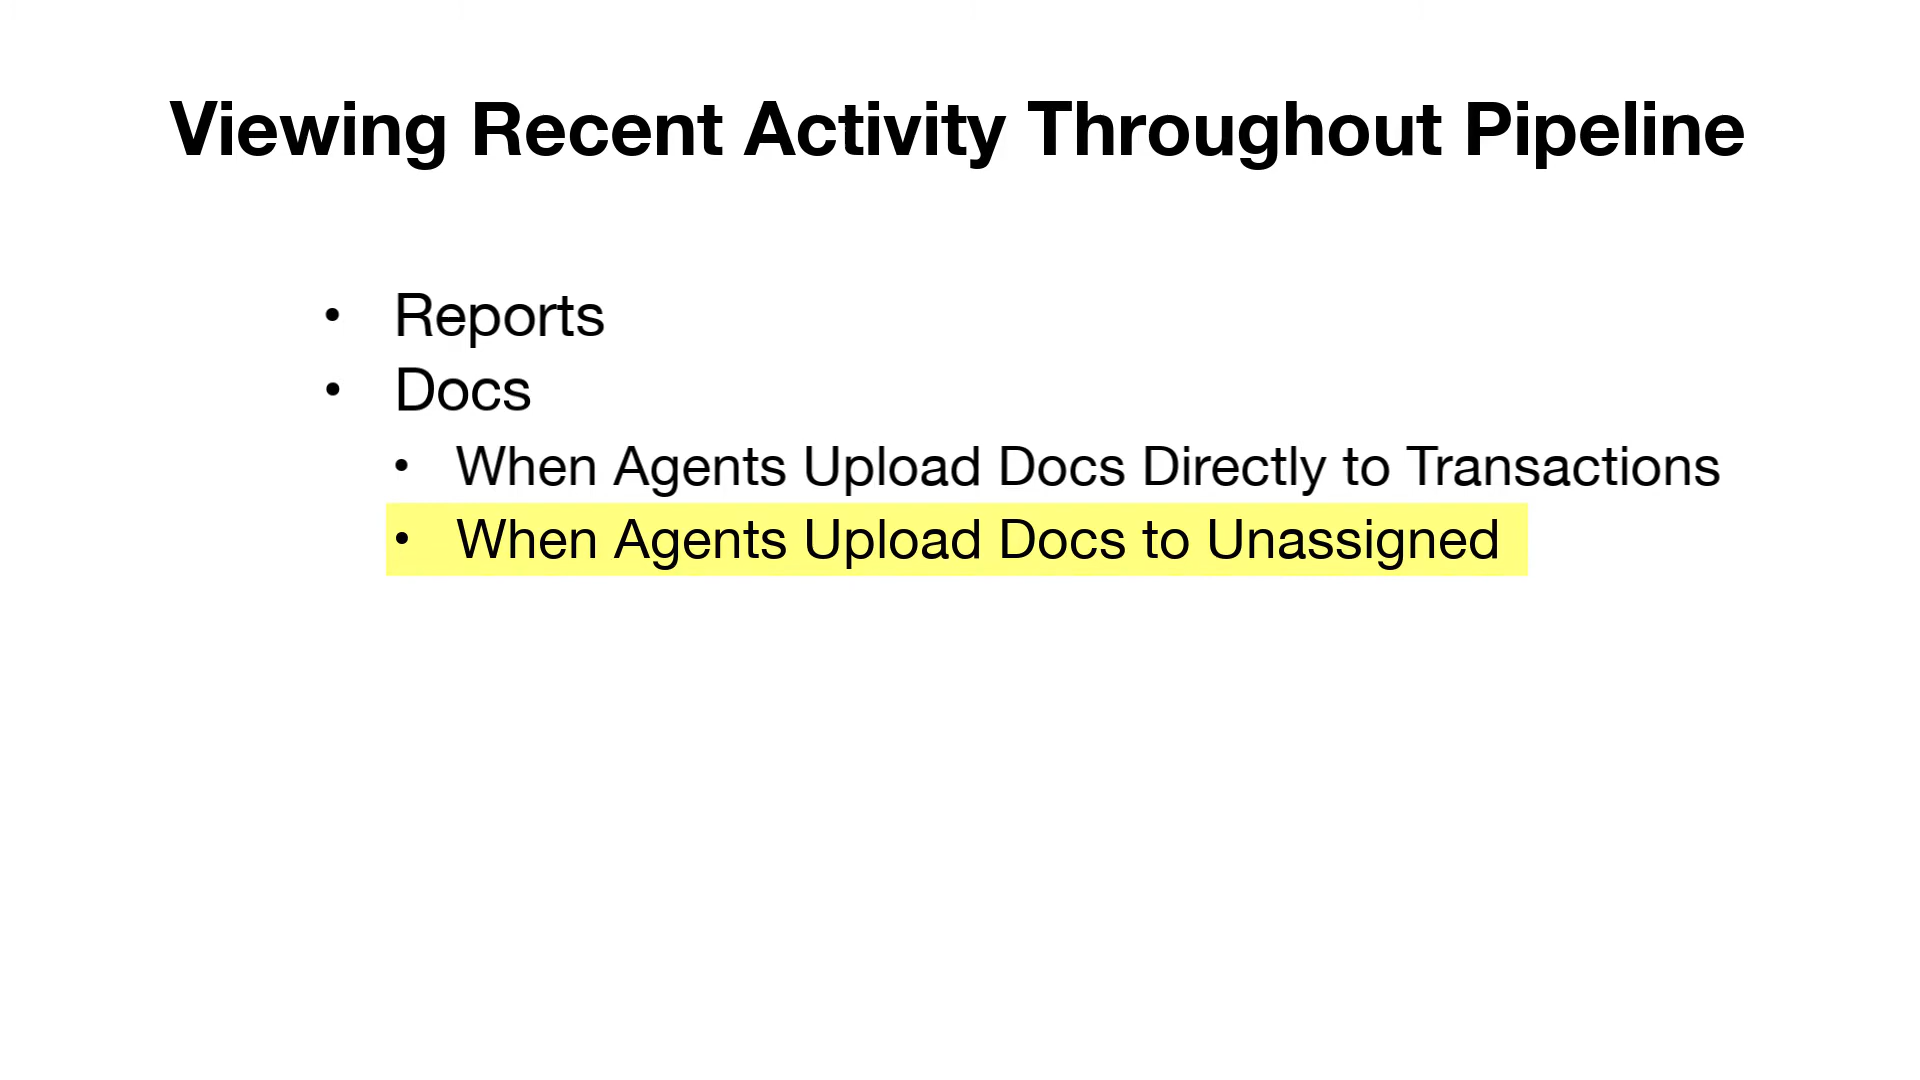 Viewing Recent Activity Throughout Pipeline
• Reports
• Docs
• When Agents Upload Docs Directly to Transactions
• When Agents Upload Docs to Unassigned